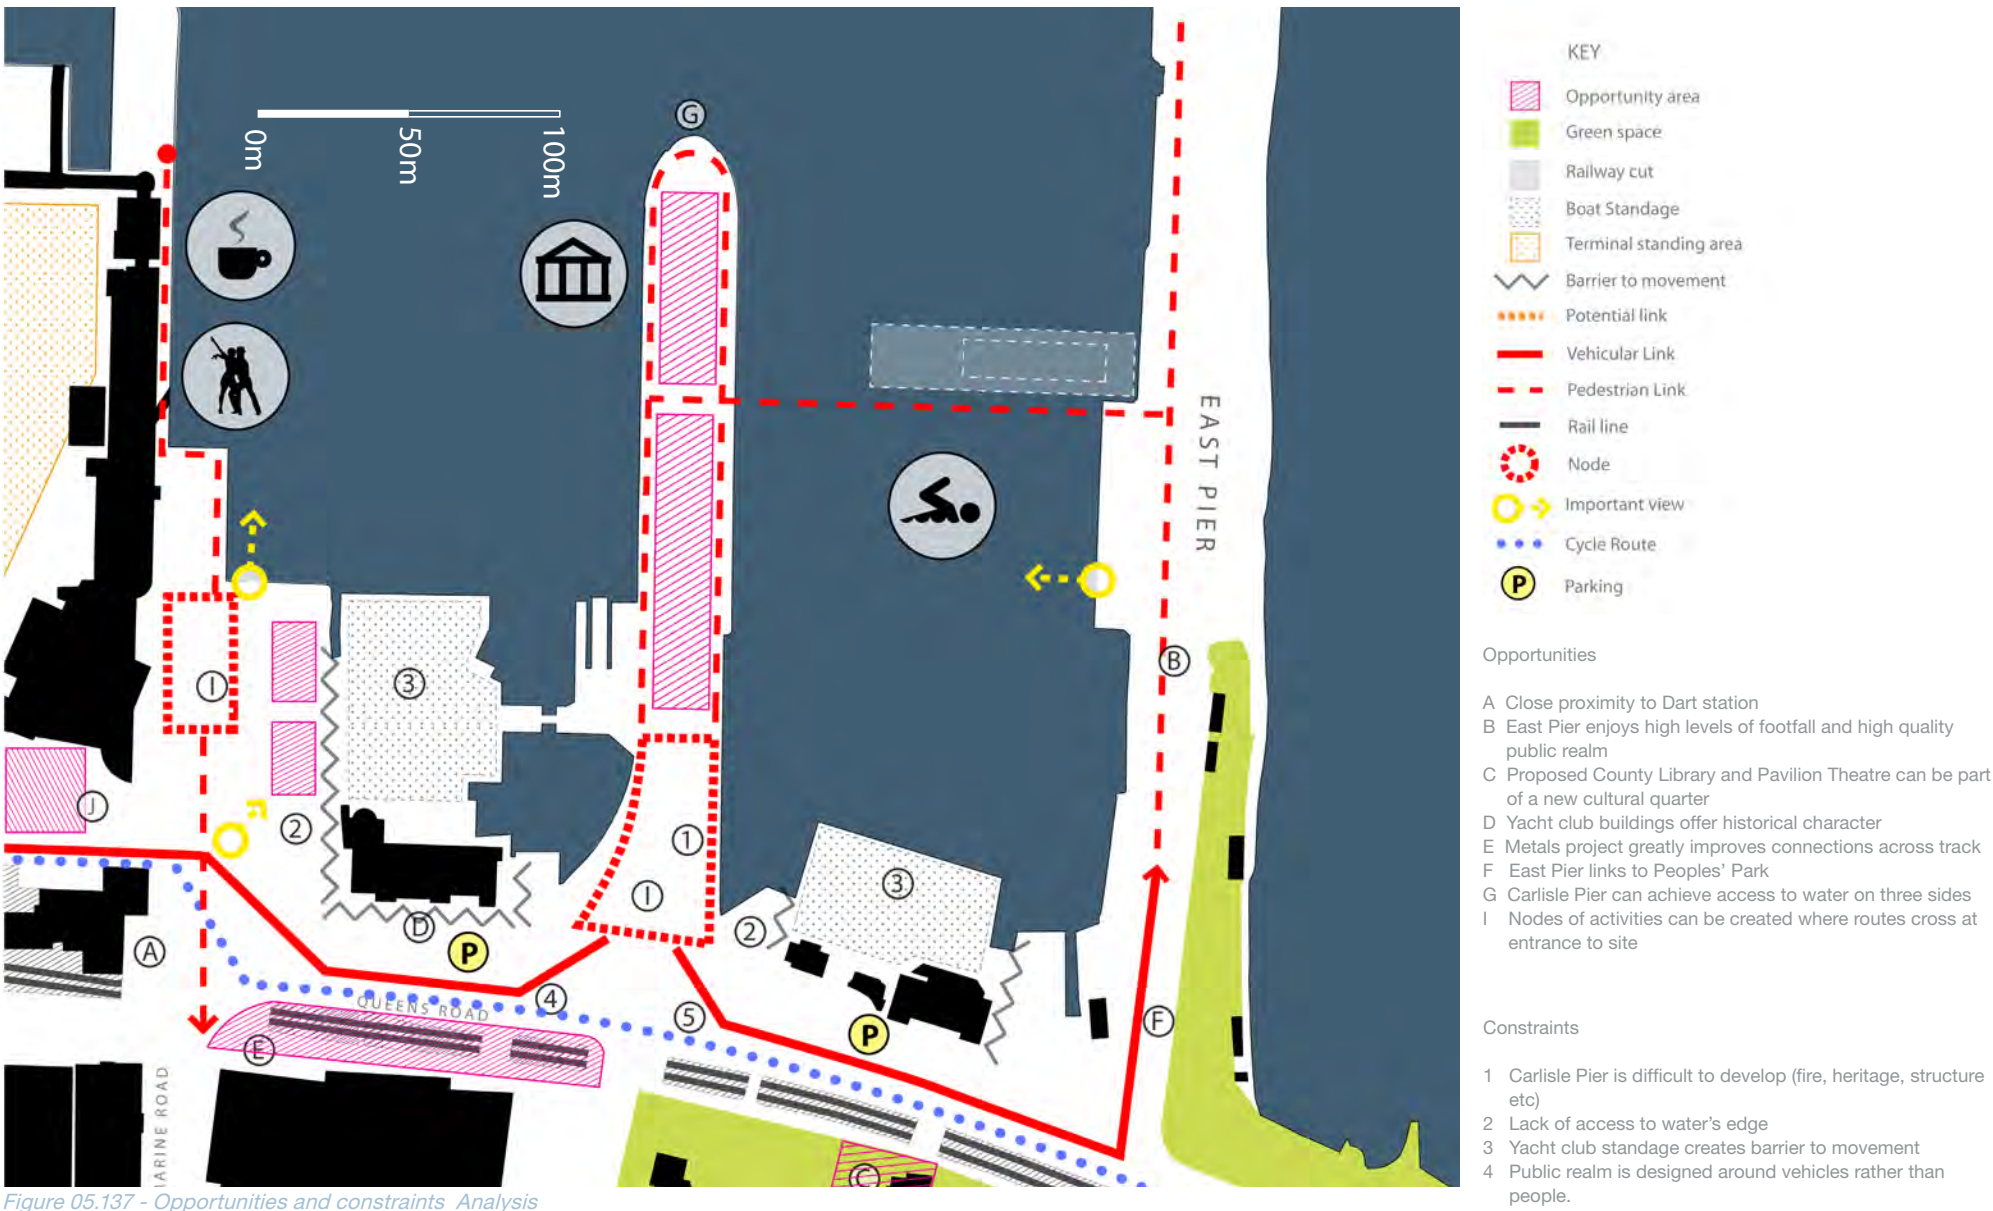 0m
50m
100m
G
EAST PIER
B
I
3
J
2
1
3
I
D
P
2
A
4
QUEENS ROAD
5
P
F
E
MARINE ROAD
C
Figure 05.137 - Opportunities and constraints Analysis
KEY
Opportunity area
Green space
Railway cut
Boat Standage
Terminal standing area
Barrier to movement
Potential link
Vehicular Link
Pedestrian Link
Rail line
Node
Important view
Cycle Route
P Parking
Opportunities
A Close proximity to Dart station
B East Pier enjoys high levels of footfall and high quality
public realm
C Proposed County Library and Pavilion Theatre can be part
of a new cultural quarter
D Yacht club buildings offer historical character
E Metals project greatly improves connections across track
F East Pier links to Peoples' Park
G Carlisle Pier can achieve access to water on three sides
I Nodes of activities can be created where routes cross at
entrance to site
Constraints
1 Carlisle Pier is difficult to develop (fire, heritage, structure
etc)
2 Lack of access to water's edge
3 Yacht club standage creates barrier to movement
4 Public realm is designed around vehicles rather than
people.